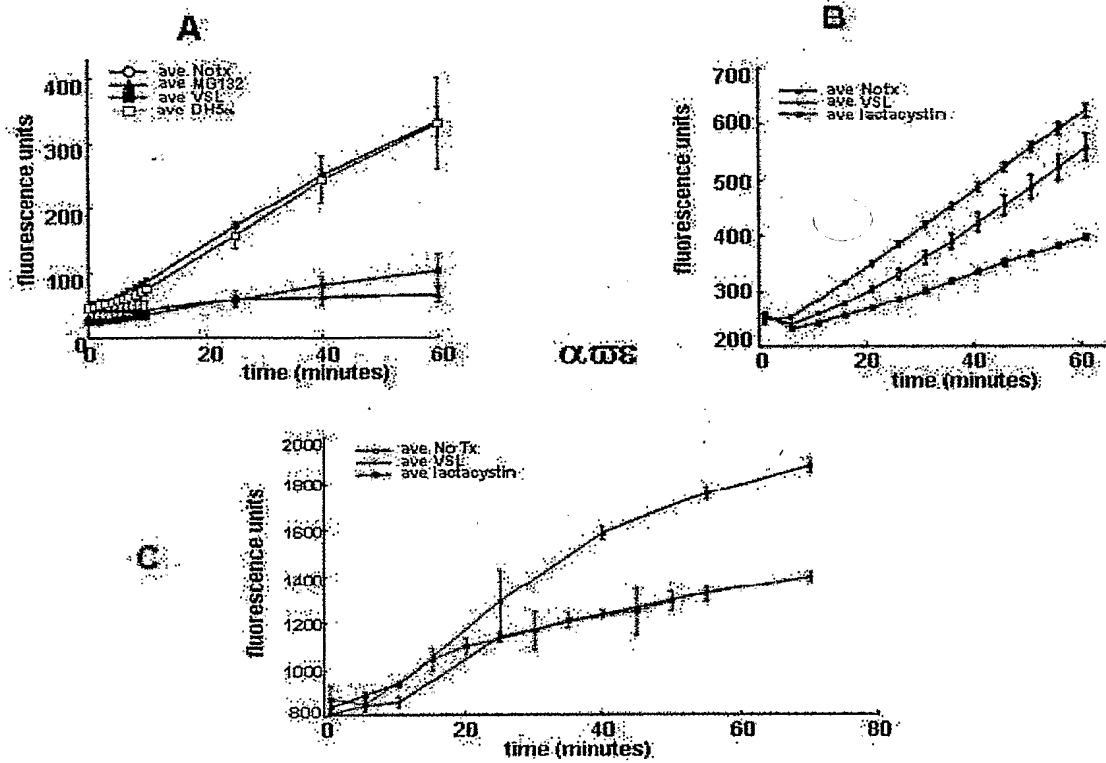 A
fluorescence units
400
300
200
100
0
ave Notx
ave MG132
ave VSL
ave DH5α
0 20 40 60
time (minutes)
B
fluorescence units
700
600
500
400
300
200
ave Notx
ave VSL
ave lactacystin
0 20 40 60
time (minutes)
αϖε
C
fluorescence units
2000
1800
1600
1400
1200
1000
800
ave No Tx
ave VSL
ave lactacystin
0 20 40 60 80
time (minutes)